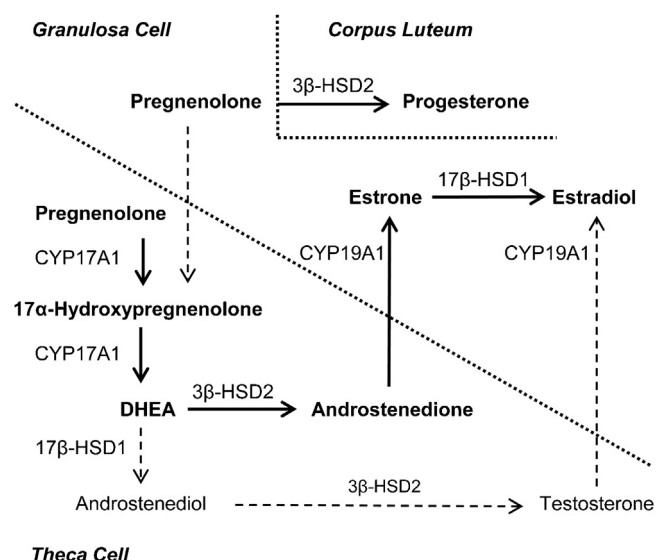 Granulosa Cell
Corpus Luteum
3β-HSD2
Pregnenolone
Progesterone
17β-HSD1
Estrone
Estradiol
Pregnenolone
CYP17A1
CYP19A1
CYP19A1
17α-Hydroxypregnenolone
CYP17A1
3β-HSD2
DHEA
Androstenedione
17β-HSD1
3β-HSD2
Androstenediol
Testosterone
Theca Cell